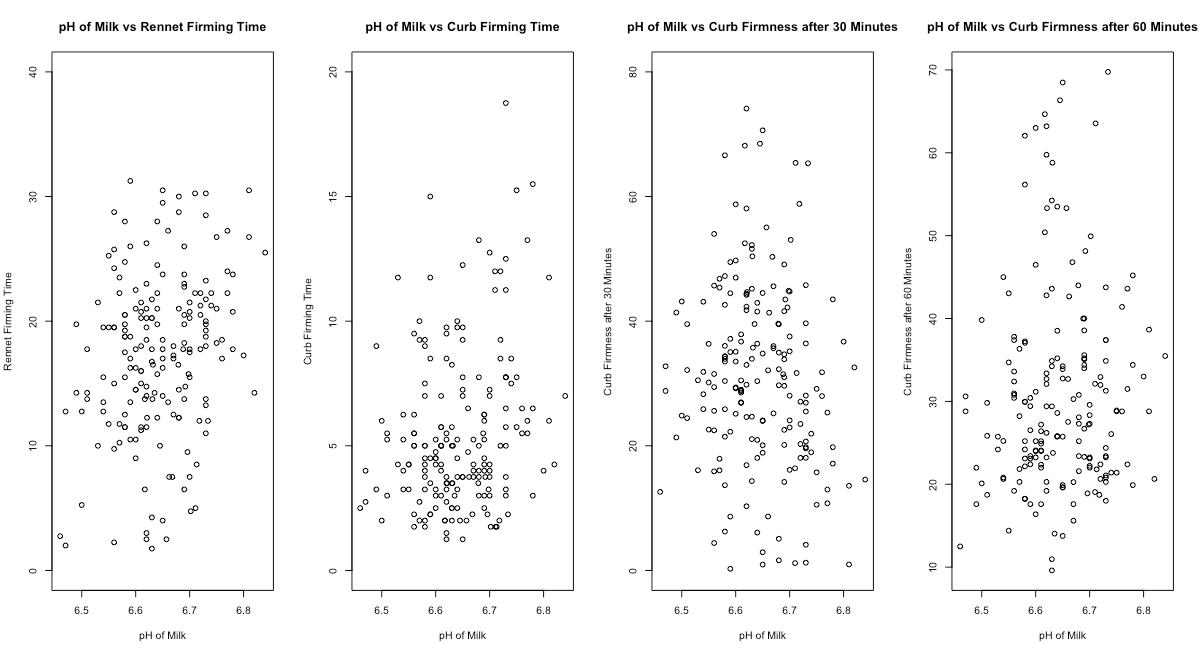 pH of Milk vs Rennet Firming Time
Rennet Firming Time
40
30
20
10
0
6.5 6.6 6.7 6.8
pH of Milk
pH of Milk vs Curb Firming Time
Curb Firming Time
20
15
10
5
0
6.5 6.6 6.7 6.8
pH of Milk
pH of Milk vs Curb Firmness after 30 Minutes
Curb Firmness after 30 Minutes
80
60
40
20
0
6.5 6.6 6.7 6.8
pH of Milk
pH of Milk vs Curb Firmness after 60 Minutes
Curb Firmness after 60 Minutes
70
60
50
40
30
20
10
6.5 6.6 6.7 6.8
pH of Milk